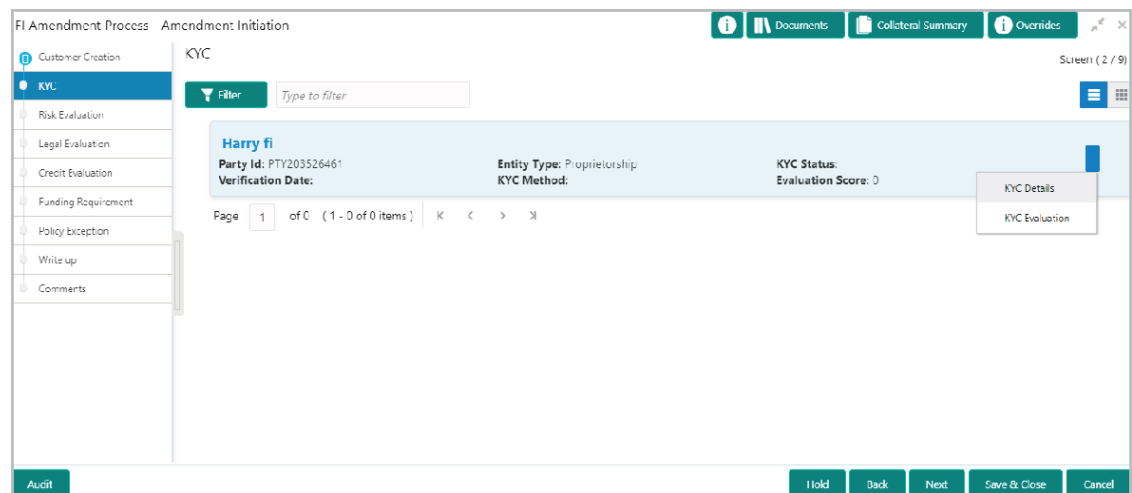 FI Amendment Process   Amendment Initiation
Documents
Collateral Summary
Overrides
Customer Creation
KYC
Risk Evaluation
Legal Evaluation
Credit Evaluation
Funding Requirement
Policy Exception
Write up
Comments
KYC
Screen ( 2 / 9)
Filter
Type to filter
Harry fi
Party Id: PTY203526461   Entity Type: Proprietorship   KYC Status:
Verification Date:   KYC Method:   Evaluation Score: 0
KYC Details
KYC Evaluation
Page 1 of 0 ( 1 - 0 of 0 items )
Audit
Hold   Back   Next   Save & Close   Cancel